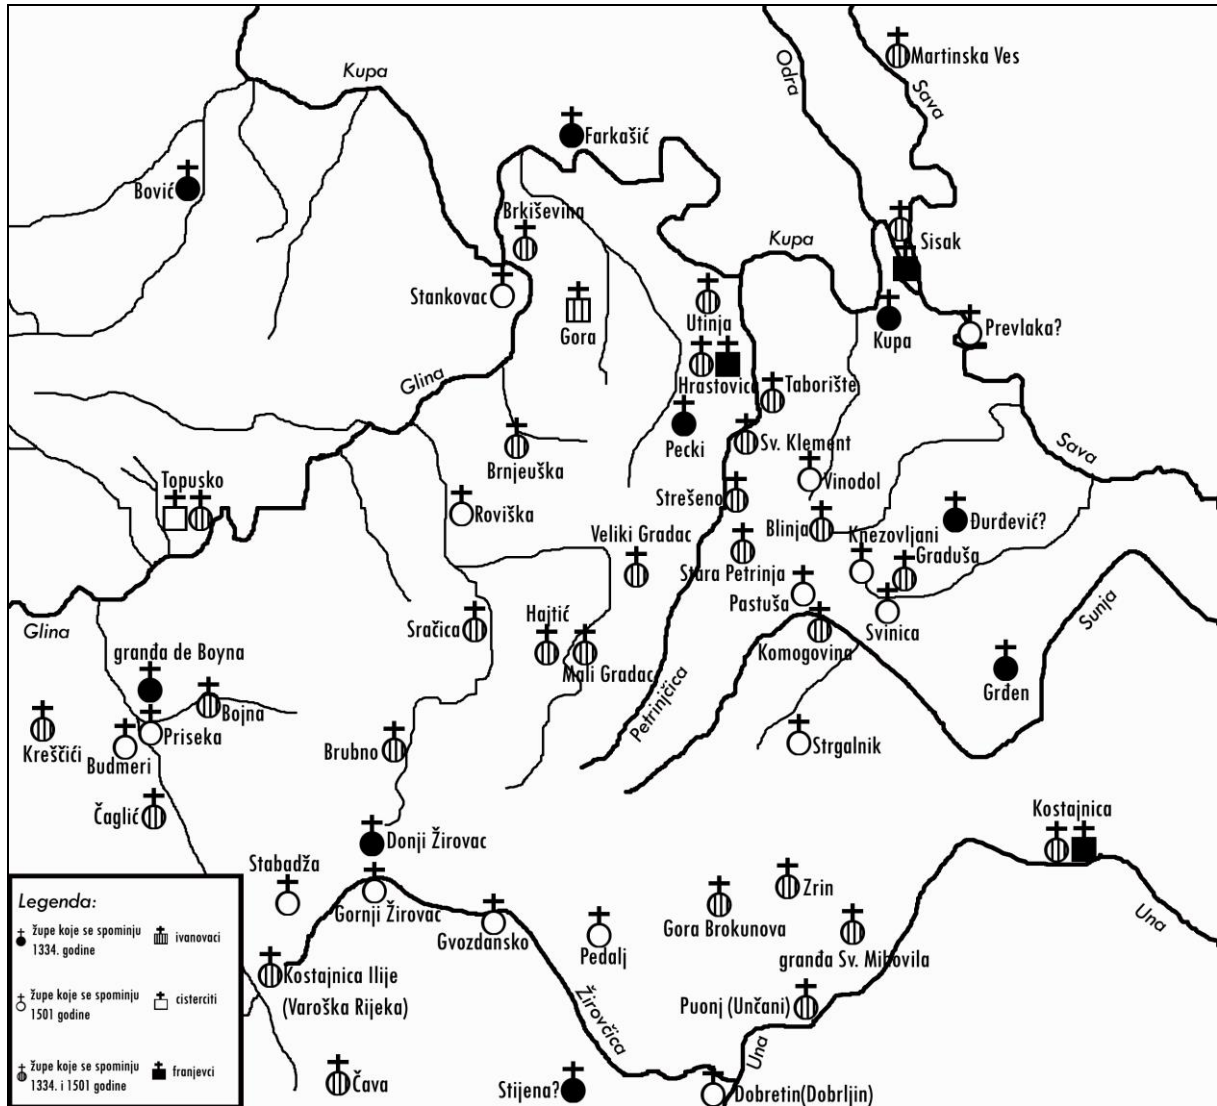 Martinska Ves
Kupa
Odra
Sava
Farkašić
Bović
Brkiševina
Sisak
Kupa
Stankovac
Utinja
Gora
Kupa
Prevlaka?
Glina
Hrastovica
Taborište
Pecki
Sv. Klement
Sava
Brnjeuška
Topusko
Vinodol
Strešeno
Roviška
Blinja
Đurđević?
Veliki Gradac
Knezovljani
Graduša
Stara Petrinja
Pastuša
Glina
Sračica
Hajtić
Svinica
Sunja
granđa de Boyna
Mali Gradac
Komogovina
Grđen
Petrinjčica
Bojna
Kreščići
Priseka
Budmeri
Brubno
Strgalnik
Čaglić
Kostajnica
Donji Žirovac
Stabadža
Zrin
Gornji Žirovac
Gvozdansko
Gora Brokunova
Una
Pedalj
granđa Sv. Mihovila
Kostajnica Ilije
(Varoška Rijeka)
Žirovčica
Puonj (Unčani)
Una
Čava
Stijena?
Dobretin(Dobrljin)
Legenda:
župe koje se spominju
1334. godine
ivanovaci
župe koje se spominju
1501 godine
cisterciti
župe koje se spominju
1334. i 1501 godine
franjevci